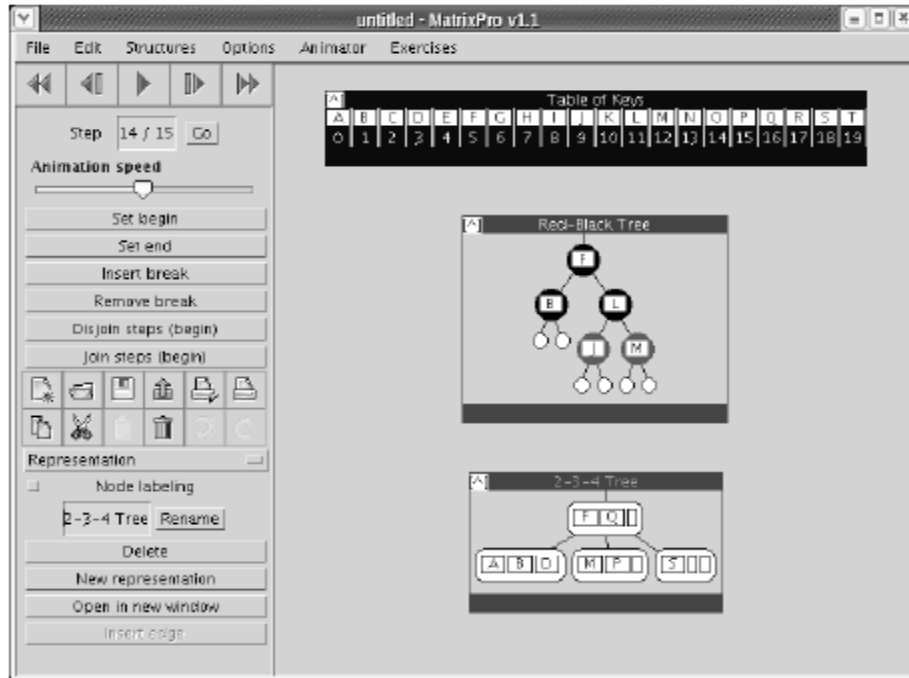 untitled - MatrixPro v1.1
File Edit Structures Options Animator Exercises
Step 14 / 15 Go
Animation speed
Set begin
Set end
Insert break
Remove break
Disjoin steps (begin)
Join steps (begin)
Representation
Node labeling
2-3-4 Tree Rename
Delete
New representation
Open in new window
Insert edge
[^] Table of Keys
A B C D E F G H I J K L M N O P Q R S T
0 1 2 3 4 5 6 7 8 9 10 11 12 13 14 15 16 17 18 19
[^] Red-Black Tree
F
B L
J M
[^] 2-3-4 Tree
F Q
A B D M P S